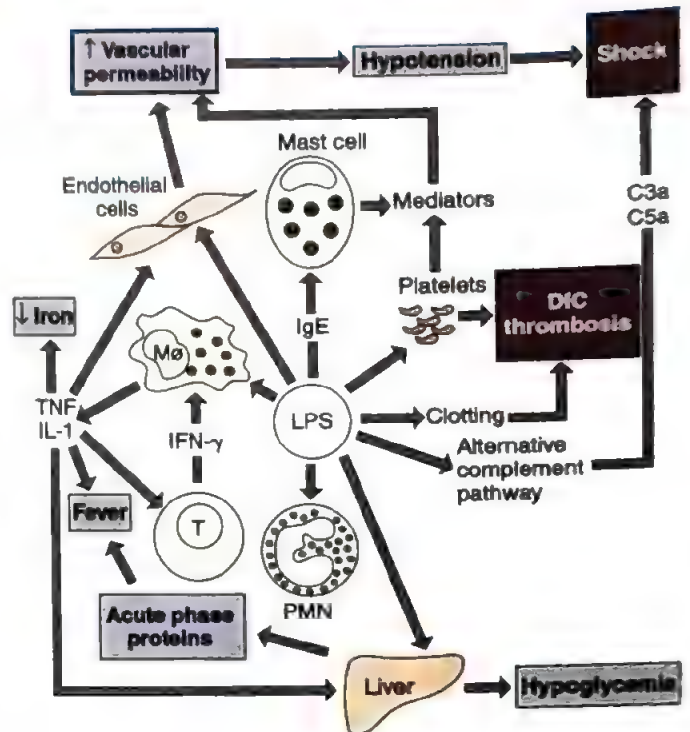 ↑ Vascular
permeability
Hypotension
Shock
Mast cell
Endothelial
cells
Mediators
C3a
C5a
Platelets
DIC
thrombosis
↓ Iron
IgE
Mø
TNF
IL-1
LPS
Clotting
IFN-γ
Alternative
complement
pathway
Fever
T
PMN
Acute phase
proteins
Liver
Hypoglycemia